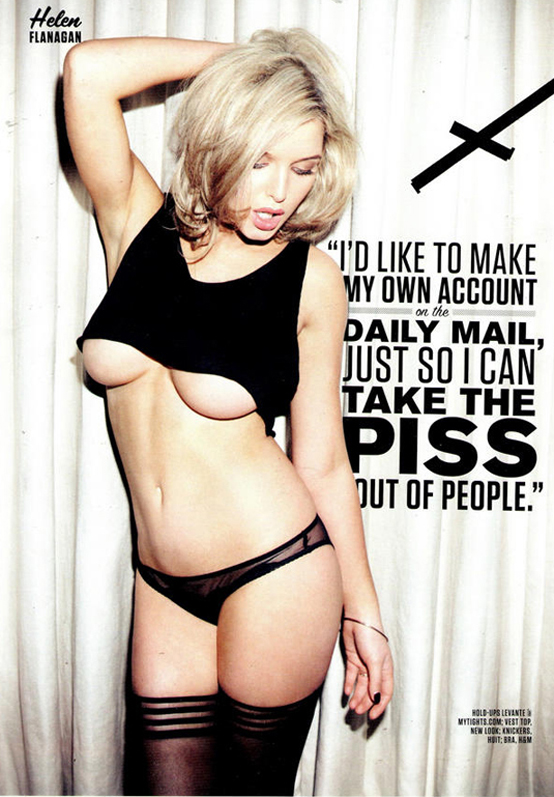 Helen
FLANAGAN
“I’D LIKE TO MAKE
MY OWN ACCOUNT
on the
DAILY MAIL,
JUST SO I CAN
TAKE THE
PISS
OUT OF PEOPLE.”
HOLD-UPS LEVANTE @
MYTIGHTS.COM; VEST TOP,
NEW LOOK; KNICKERS,
HUIT; BRA, H&M